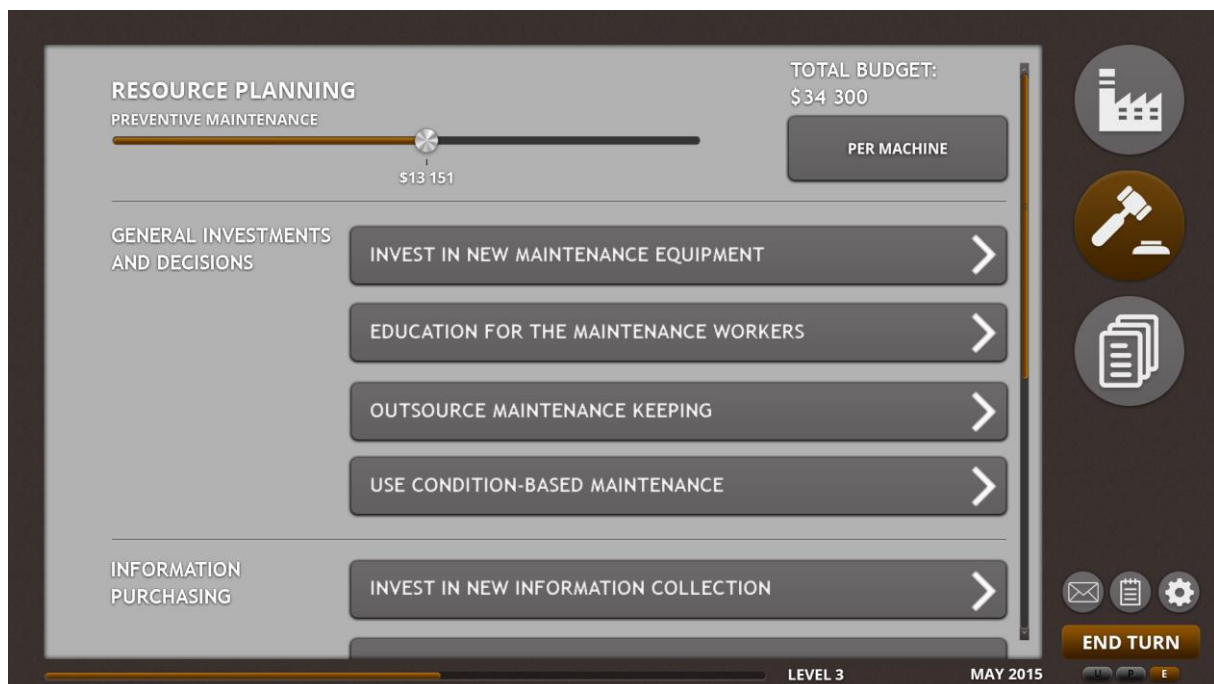 RESOURCE PLANNING
PREVENTIVE MAINTENANCE
$13 151
TOTAL BUDGET:
$34 300
PER MACHINE
GENERAL INVESTMENTS
AND DECISIONS
INVEST IN NEW MAINTENANCE EQUIPMENT
EDUCATION FOR THE MAINTENANCE WORKERS
OUTSOURCE MAINTENANCE KEEPING
USE CONDITION-BASED MAINTENANCE
INFORMATION
PURCHASING
INVEST IN NEW INFORMATION COLLECTION
END TURN
LEVEL 3
MAY 2015
U P E